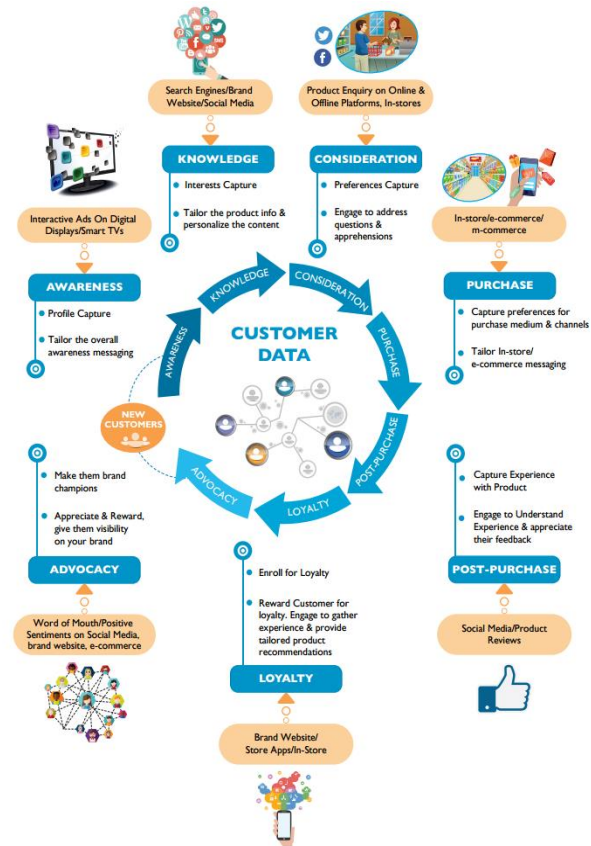 Search Engines/Brand
Website/Social Media
KNOWLEDGE
Interests Capture
Tailor the product info &
personalize the content
Product Enquiry on Online &
Offline Platforms, In-stores
CONSIDERATION
Preferences Capture
Engage to address
questions &
apprehensions
Interactive Ads On Digital
Displays/Smart TVs
AWARENESS
Profile Capture
Tailor the overall
awareness messaging
In-store/e-commerce/
m-commerce
PURCHASE
Capture preferences for
purchase medium & channels
Tailor In-store/
e-commerce messaging
CUSTOMER
DATA
AWARENESS
KNOWLEDGE
CONSIDERATION
PURCHASE
POST-PURCHASE
LOYALTY
ADVOCACY
NEW
CUSTOMERS
Make them brand
champions
Appreciate & Reward,
give them visibility
on your brand
ADVOCACY
Word of Mouth/Positive
Sentiments on Social Media,
brand website, e-commerce
Enroll for Loyalty
Reward Customer for
loyalty. Engage to gather
experience & provide
tailored product
recommendations
LOYALTY
Brand Website/
Store Apps/In-Store
Capture Experience
with Product
Engage to Understand
Experience & appreciate
their feedback
POST-PURCHASE
Social Media/Product
Reviews